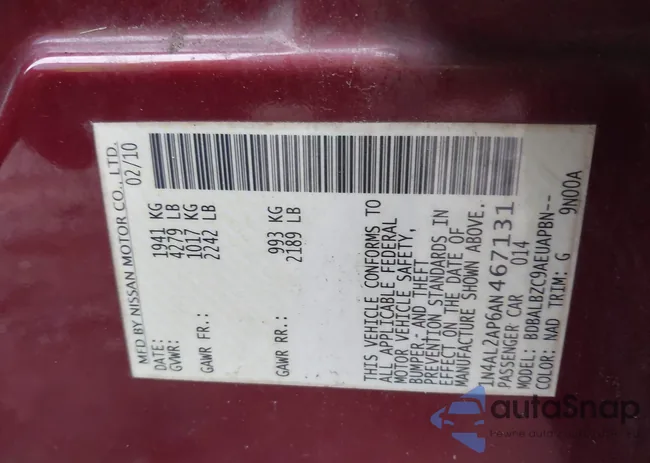 MFD BY NISSAN MOTOR CO., LTD.
DATE: 02/10
GVWR: 1941 KG
4279 LB
GAWR FR.: 1017 KG
2242 LB
GAWR RR.: 993 KG
2189 LB
THIS VEHICLE CONFORMS TO
ALL APPLICABLE FEDERAL
MOTOR VEHICLE SAFETY,
BUMPER, AND THEFT
PREVENTION STANDARDS IN
EFFECT ON THE DATE OF
MANUFACTURE SHOWN ABOVE.
1N4AL2AP6AN467131
PASSENGER CAR 014
MODEL: BDBALBZC9AEUAPBN--
COLOR: NAD TRIM: G 9N00A
autoSnap